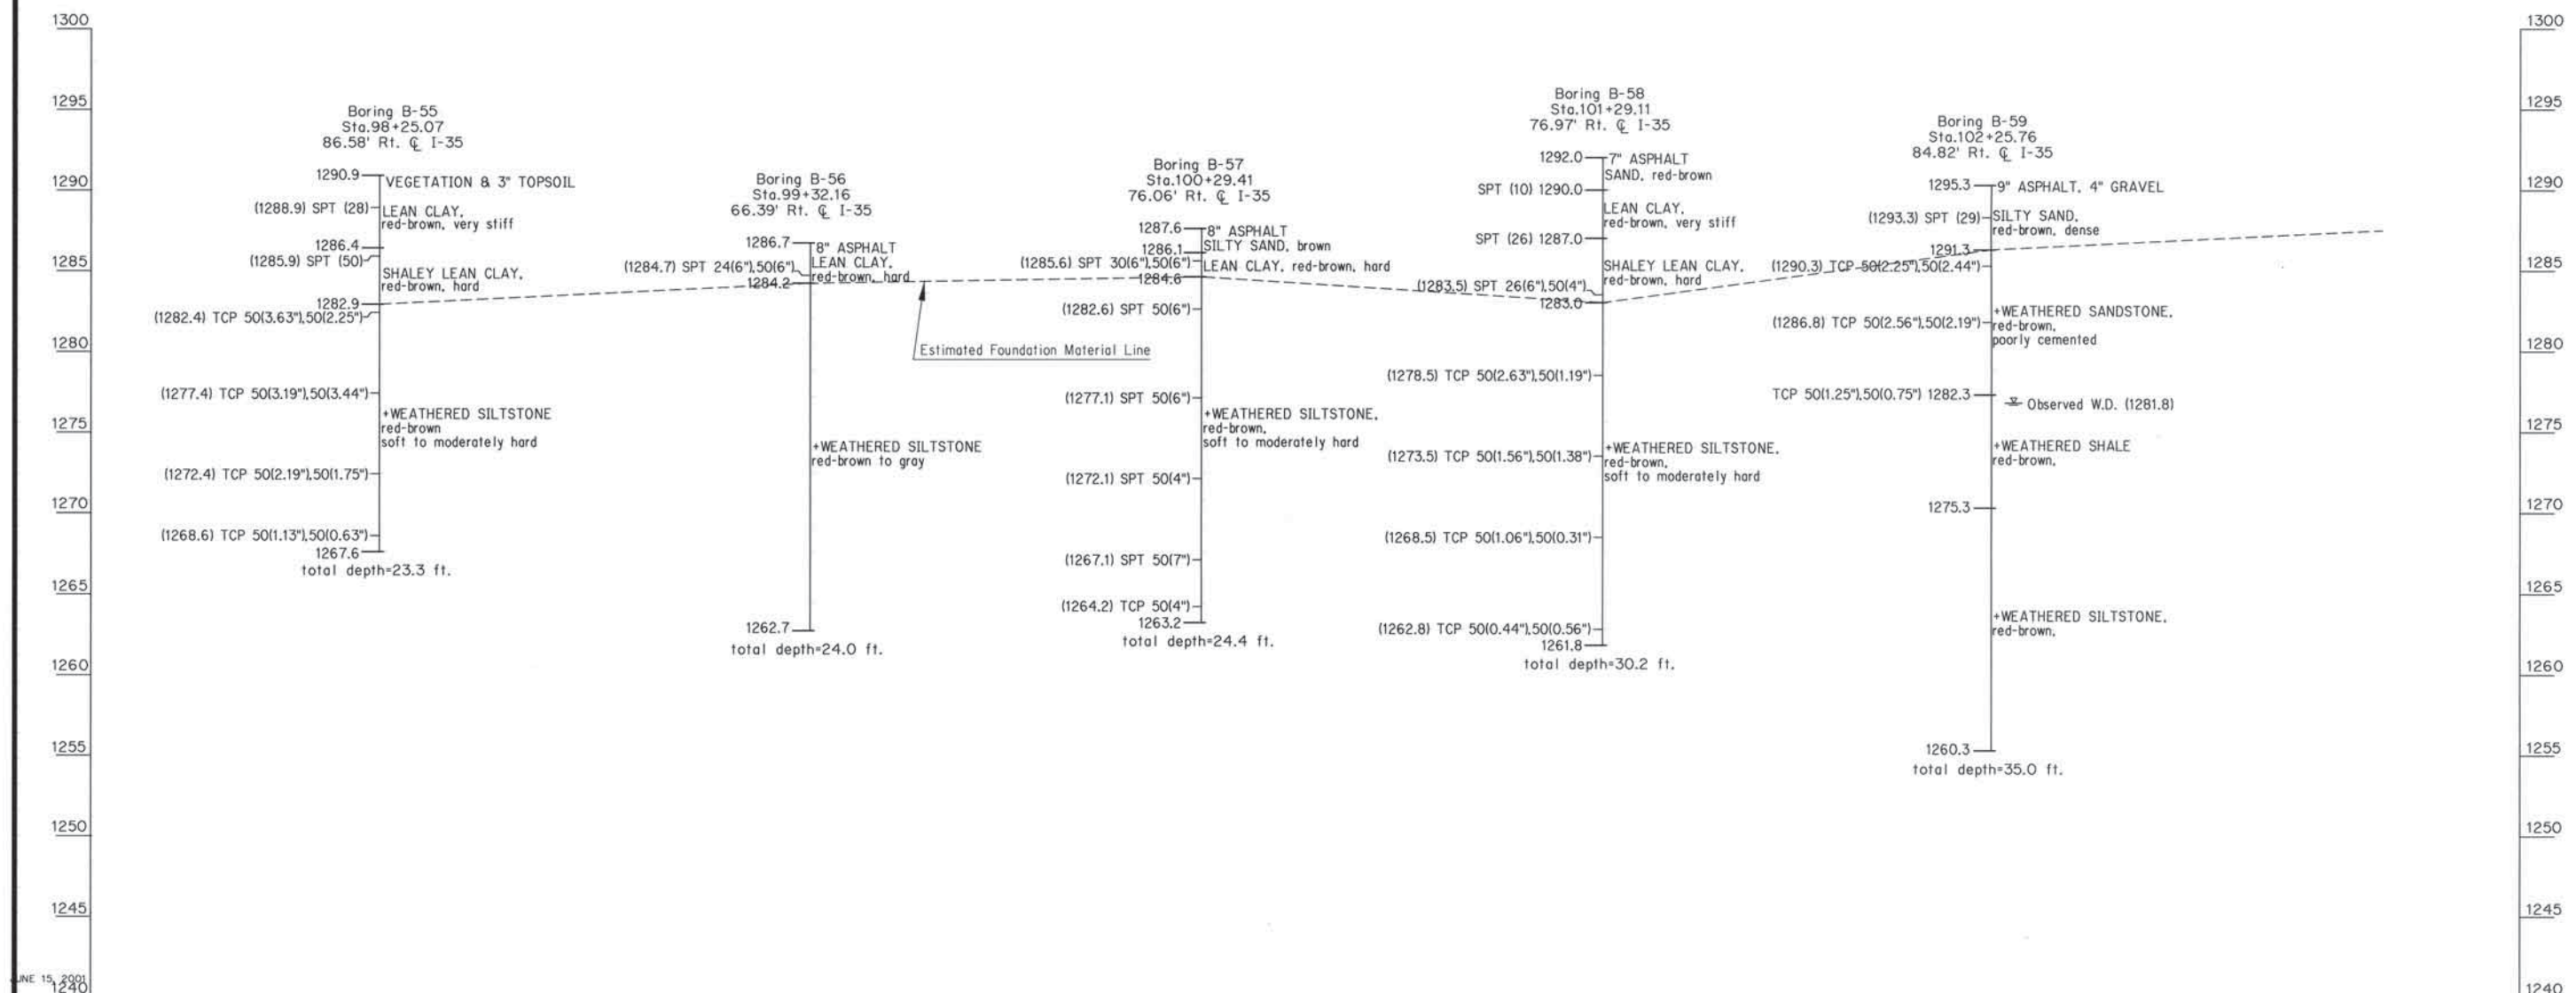 1300
1295
1290
1285
1280
1275
1270
1265
1260
1255
1250
1245
1240
Boring B-55
Sta.98+25.07
86.58' Rt. ℄ I-35
1290.9
VEGETATION & 3" TOPSOIL
(1288.9) SPT (28)
LEAN CLAY,
red-brown, very stiff
1286.4
(1285.9) SPT (50)
SHALEY LEAN CLAY,
red-brown, hard
1282.9
(1282.4) TCP 50(3.63"),50(2.25")
(1277.4) TCP 50(3.19"),50(3.44")
+WEATHERED SILTSTONE
red-brown
soft to moderately hard
(1272.4) TCP 50(2.19"),50(1.75")
(1268.6) TCP 50(1.13"),50(0.63")
1267.6
total depth=23.3 ft.
Boring B-56
Sta.99+32.16
66.39' Rt. ℄ I-35
1286.7
8" ASPHALT
LEAN CLAY,
red-brown, hard
(1284.7) SPT 24(6"),50(6")
1284.2
+WEATHERED SILTSTONE
red-brown to gray
1262.7
total depth=24.0 ft.
Estimated Foundation Material Line
Boring B-57
Sta.100+29.41
76.06' Rt. ℄ I-35
1287.6
8" ASPHALT
1286.1
SILTY SAND, brown
(1285.6) SPT 30(6"),50(6")
LEAN CLAY, red-brown, hard
1284.6
(1282.6) SPT 50(6")
(1277.1) SPT 50(6")
+WEATHERED SILTSTONE,
red-brown,
soft to moderately hard
(1272.1) SPT 50(4")
(1267.1) SPT 50(7")
(1264.2) TCP 50(4")
1263.2
total depth=24.4 ft.
Boring B-58
Sta.101+29.11
76.97' Rt. ℄ I-35
1292.0
7" ASPHALT
SAND, red-brown
SPT (10) 1290.0
LEAN CLAY,
red-brown, very stiff
SPT (26) 1287.0
SHALEY LEAN CLAY,
red-brown, hard
(1283.5) SPT 26(6"),50(4")
1283.0
(1278.5) TCP 50(2.63"),50(1.19")
(1273.5) TCP 50(1.56"),50(1.38")
+WEATHERED SILTSTONE,
red-brown,
soft to moderately hard
(1268.5) TCP 50(1.06"),50(0.31")
(1262.8) TCP 50(0.44"),50(0.56")
1261.8
total depth=30.2 ft.
Boring B-59
Sta.102+25.76
84.82' Rt. ℄ I-35
1295.3
9" ASPHALT, 4" GRAVEL
(1293.3) SPT (29)
SILTY SAND,
red-brown, dense
1291.3
(1290.3) TCP 50(2.25"),50(2.44")
(1286.8) TCP 50(2.56"),50(2.19")
+WEATHERED SANDSTONE,
red-brown,
poorly cemented
TCP 50(1.25"),50(0.75") 1282.3
Observed W.D. (1281.8)
+WEATHERED SHALE
red-brown,
1275.3
+WEATHERED SILTSTONE,
red-brown,
1260.3
total depth=35.0 ft.
1300
1295
1290
1285
1280
1275
1270
1265
1260
1255
1250
1245
1240
UNE 15, 2001